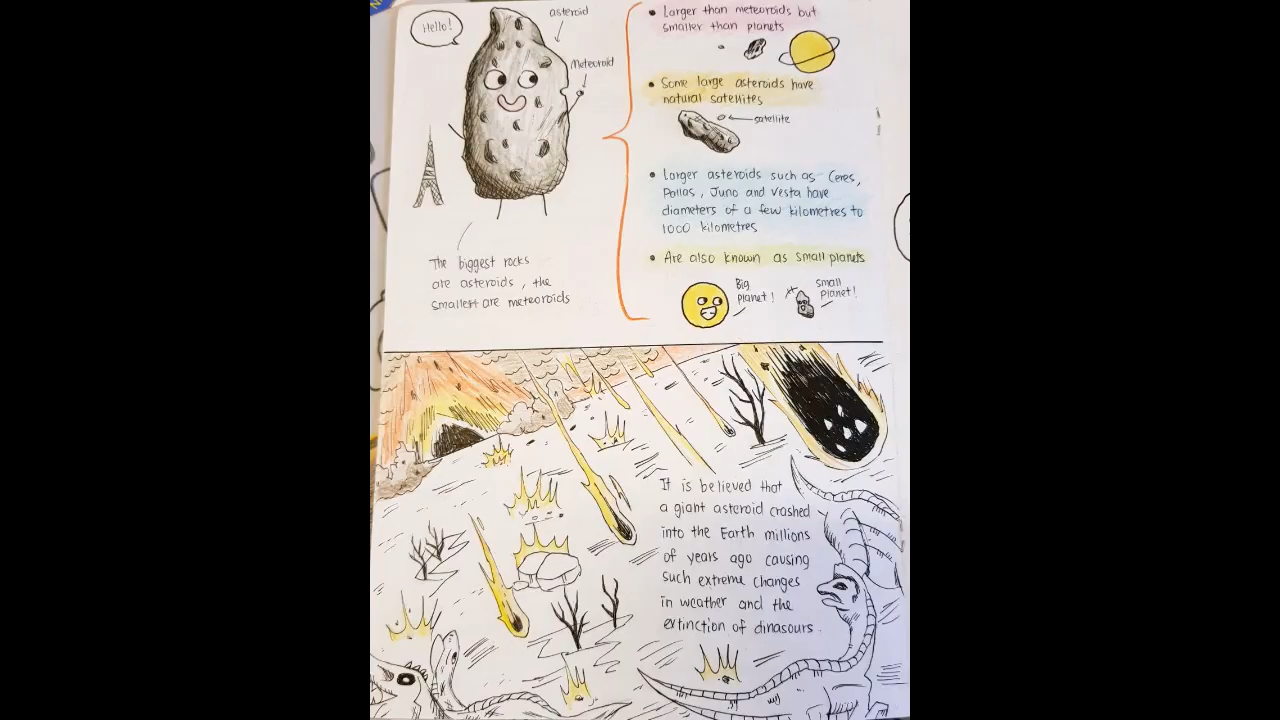 Hello!
asteroid
Meteoroid
The biggest rocks
are asteroids, the
smallest are meteoroids
• Larger than meteoroids but
smaller than planets
• Some large asteroids have
natural satellites
satellite
• Larger asteroids such as Ceres,
Pallas, Juno and Vesta have
diameters of a few kilometres to
1000 kilometres
• Are also known as small planets
Big
planet!
small
planet!
It is believed that
a giant asteroid crashed
into the Earth millions
of years ago causing
such extreme changes
in weather and the
extinction of dinasours.